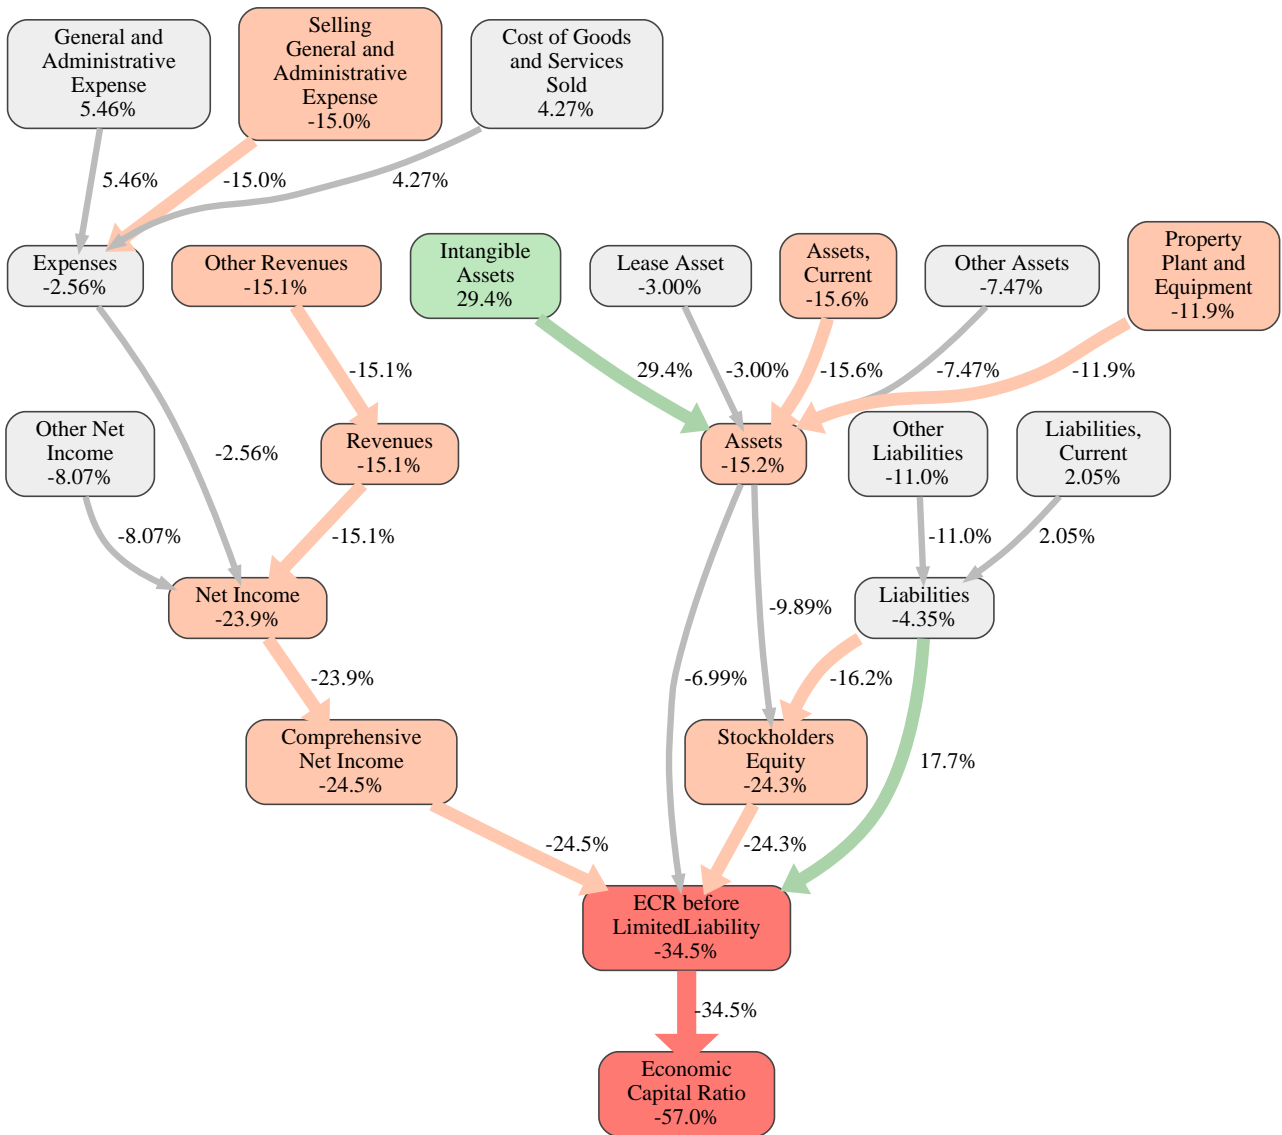 General and
Administrative
Expense
5.46%
Selling
General and
Administrative
Expense
-15.0%
Cost of Goods
and Services
Sold
4.27%
5.46%
-15.0%
4.27%
Expenses
-2.56%
Other Revenues
-15.1%
Intangible
Assets
29.4%
Lease Asset
-3.00%
Assets,
Current
-15.6%
Other Assets
-7.47%
Property
Plant and
Equipment
-11.9%
-15.1%
29.4%
-3.00%
-15.6%
-7.47%
-11.9%
Other Net
Income
-8.07%
-2.56%
Revenues
-15.1%
Assets
-15.2%
Other
Liabilities
-11.0%
Liabilities,
Current
2.05%
-8.07%
-15.1%
-11.0%
2.05%
Net Income
-23.9%
-9.89%
Liabilities
-4.35%
-23.9%
-6.99%
-16.2%
Comprehensive
Net Income
-24.5%
Stockholders
Equity
-24.3%
17.7%
-24.5%
-24.3%
ECR before
LimitedLiability
-34.5%
-34.5%
Economic
Capital Ratio
-57.0%